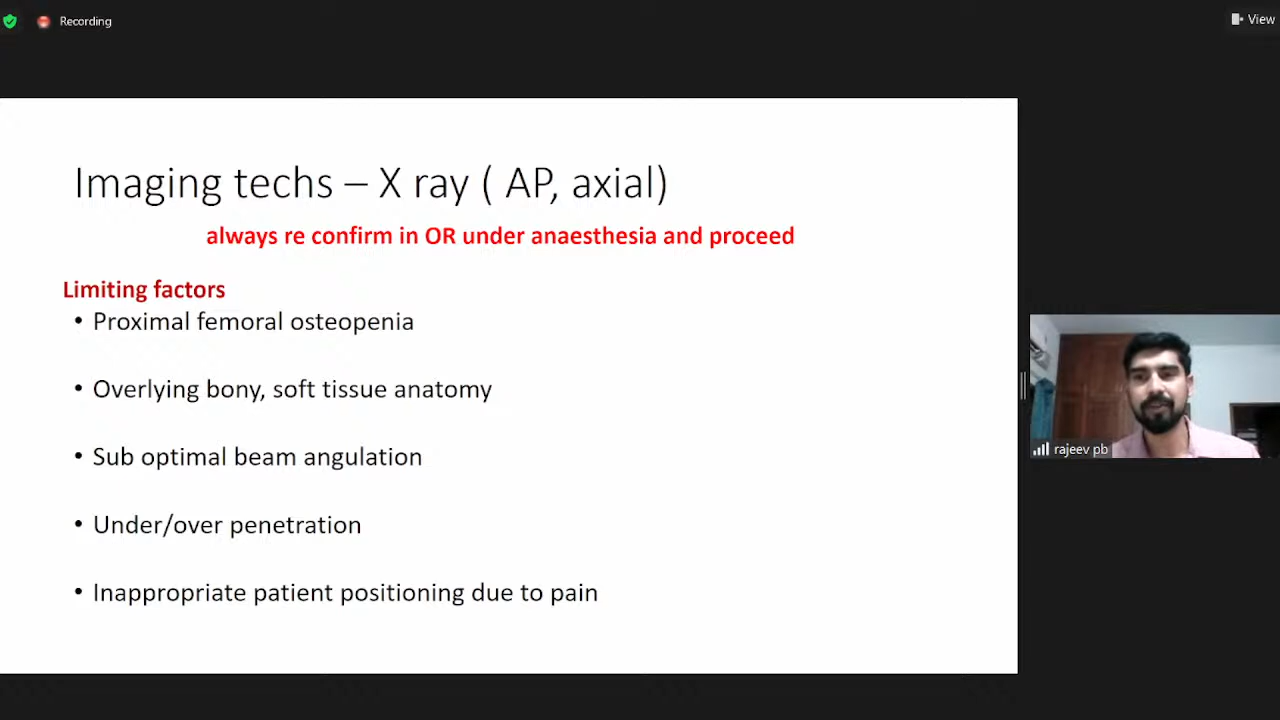 Recording
View
Imaging techs – X ray ( AP, axial)
always re confirm in OR under anaesthesia and proceed
Limiting factors
• Proximal femoral osteopenia
• Overlying bony, soft tissue anatomy
• Sub optimal beam angulation
• Under/over penetration
• Inappropriate patient positioning due to pain
rajeev pb